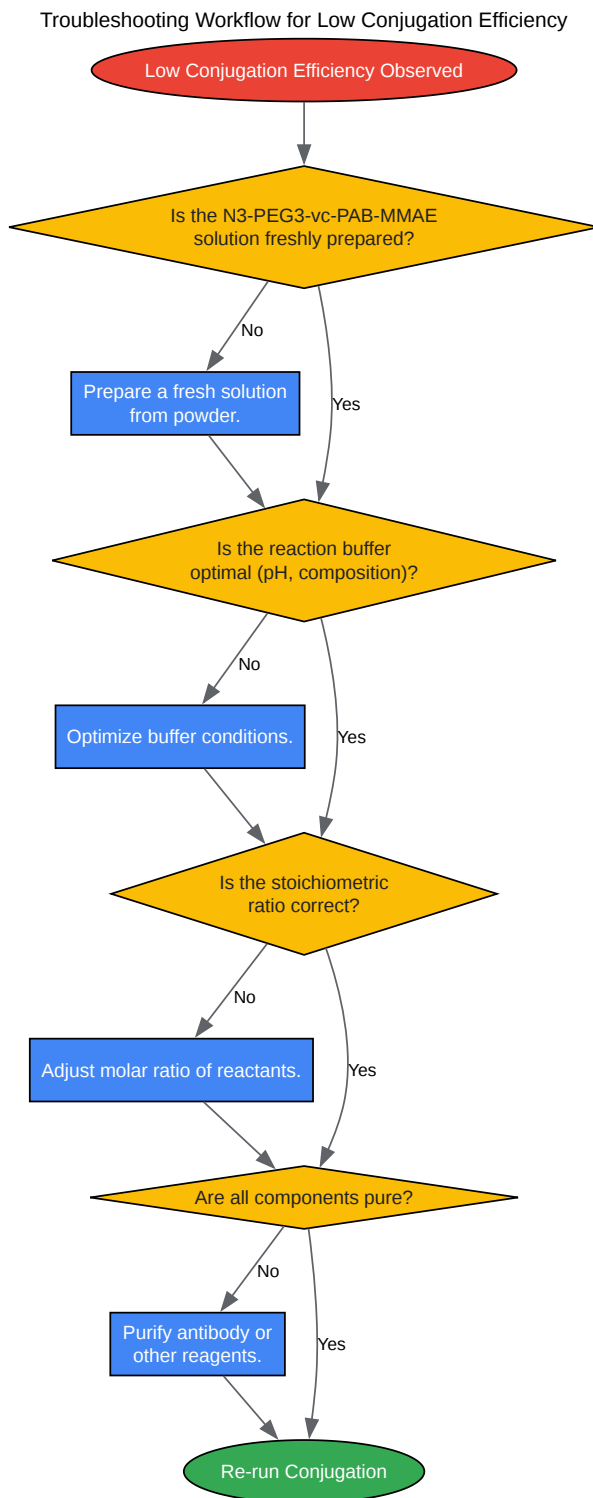 Troubleshooting Workflow for Low Conjugation Efficiency
Low Conjugation Efficiency Observed
Is the N3-PEG3-vc-PAB-MMAE
solution freshly prepared?
No
Yes
Prepare a fresh solution
from powder.
Is the reaction buffer
optimal (pH, composition)?
No
Yes
Optimize buffer conditions.
Is the stoichiometric
ratio correct?
No
Yes
Adjust molar ratio of reactants.
Are all components pure?
No
Yes
Purify antibody or
other reagents.
Re-run Conjugation